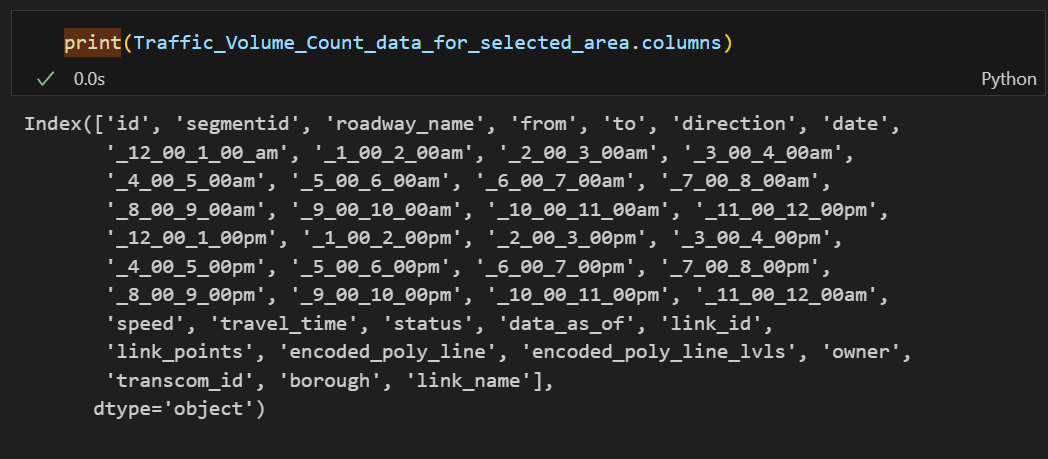 print(Traffic_Volume_Count_data_for_selected_area.columns)
0.0s
Python
Index(['id', 'segmentid', 'roadway_name', 'from', 'to', 'direction', 'date',
'_12_00_1_00_am', '_1_00_2_00am', '_2_00_3_00am', '_3_00_4_00am',
'_4_00_5_00am', '_5_00_6_00am', '_6_00_7_00am', '_7_00_8_00am',
'_8_00_9_00am', '_9_00_10_00am', '_10_00_11_00am', '_11_00_12_00pm',
'_12_00_1_00pm', '_1_00_2_00pm', '_2_00_3_00pm', '_3_00_4_00pm',
'_4_00_5_00pm', '_5_00_6_00pm', '_6_00_7_00pm', '_7_00_8_00pm',
'_8_00_9_00pm', '_9_00_10_00pm', '_10_00_11_00pm', '_11_00_12_00am',
'speed', 'travel_time', 'status', 'data_as_of', 'link_id',
'link_points', 'encoded_poly_line', 'encoded_poly_line_lvls', 'owner',
'transcom_id', 'borough', 'link_name'],
dtype='object')